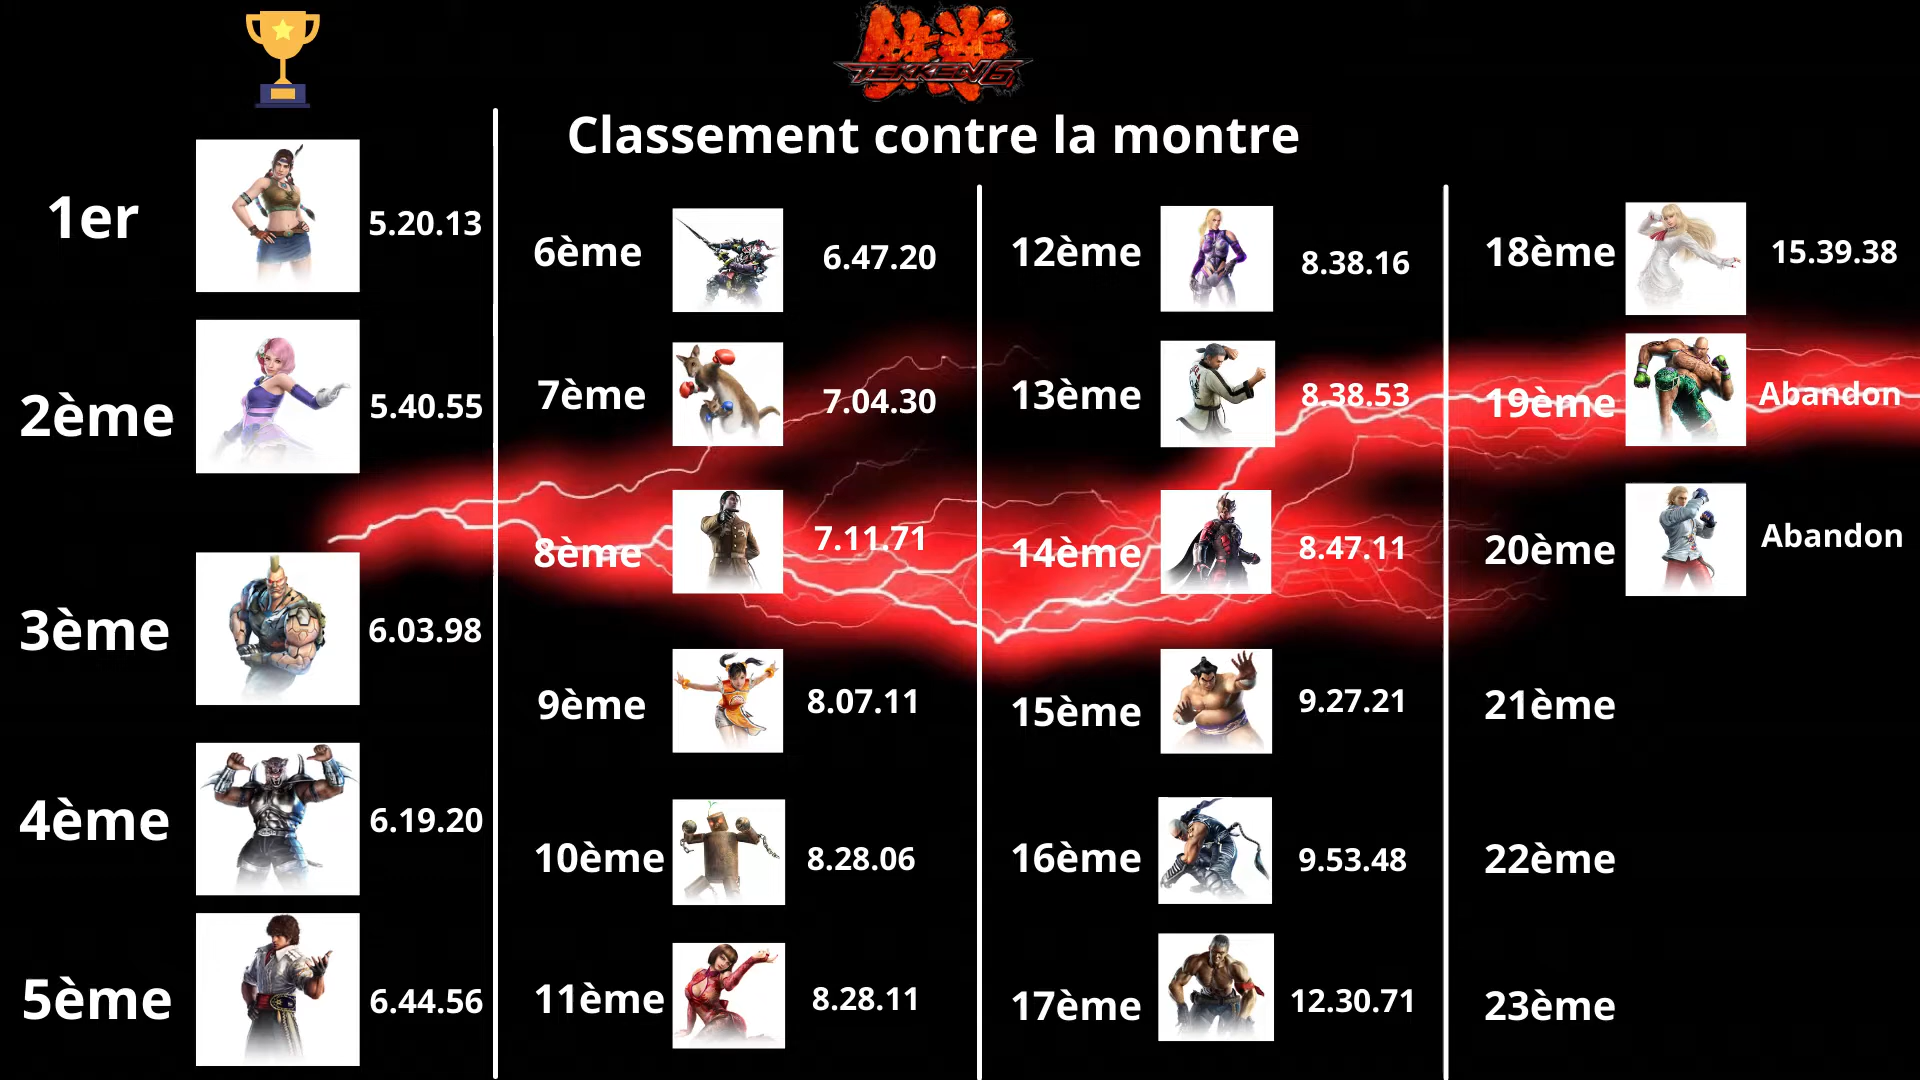 鉄拳
TEKKEN 6
Classement contre la montre
1er 5.20.13
2ème 5.40.55
3ème 6.03.98
4ème 6.19.20
5ème 6.44.56
6ème 6.47.20
7ème 7.04.30
8ème 7.11.71
9ème 8.07.11
10ème 8.28.06
11ème 8.28.11
12ème 8.38.16
13ème 8.38.53
14ème 8.47.11
15ème 9.27.21
16ème 9.53.48
17ème 12.30.71
18ème 15.39.38
19ème Abandon
20ème Abandon
21ème
22ème
23ème